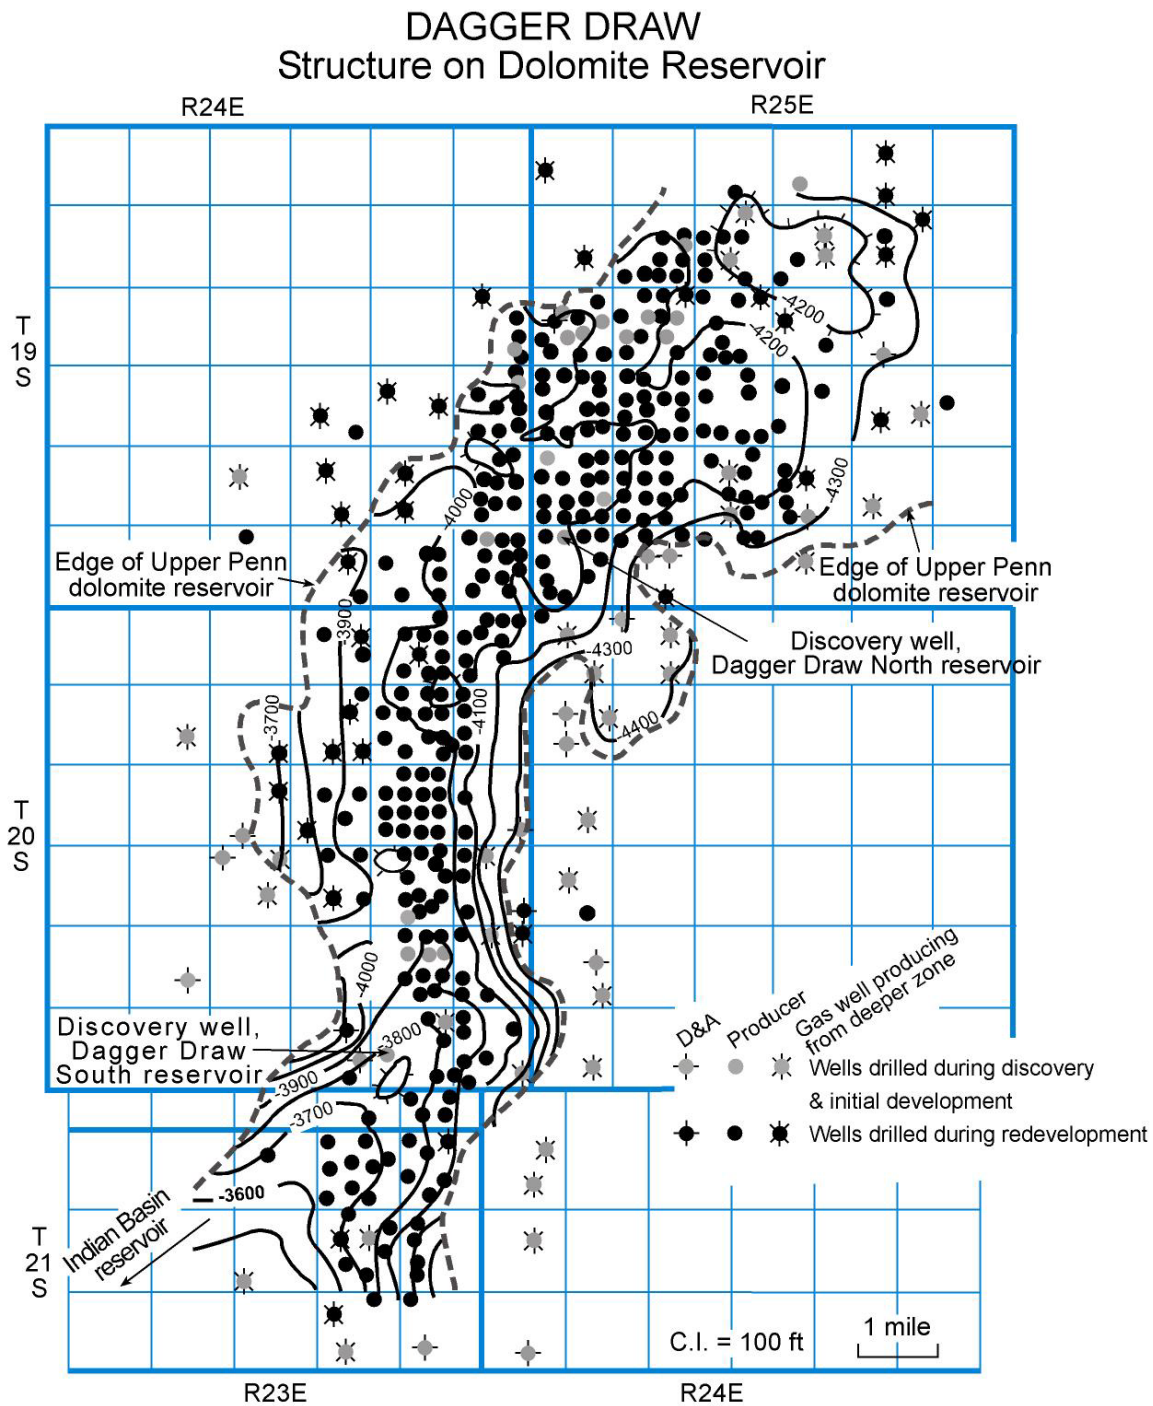 DAGGER DRAW
Structure on Dolomite Reservoir
R24E
R25E
T
19
S
-4200
-4200
-4300
-4000
Edge of Upper Penn
dolomite reservoir
Edge of Upper Penn
dolomite reservoir
-3900
Discovery well,
Dagger Draw North reservoir
-4300
-3700
-4100
-4400
T
20
S
-4000
Discovery well,
Dagger Draw
South reservoir
-3800
-3900
-3700
D&A
Producer
Gas well producing
from deeper zone
Wells drilled during discovery
& initial development
Wells drilled during redevelopment
-3600
Indian Basin
reservoir
T
21
S
C.I. = 100 ft
1 mile
R23E
R24E